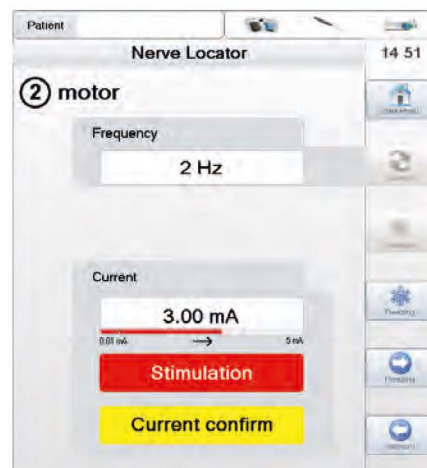 Patient
Nerve Locator
14 51
2 motor
Frequency
2 Hz
Current
3.00 mA
0.01 mA → 5 mA
Stimulation
Current confirm
Freezing